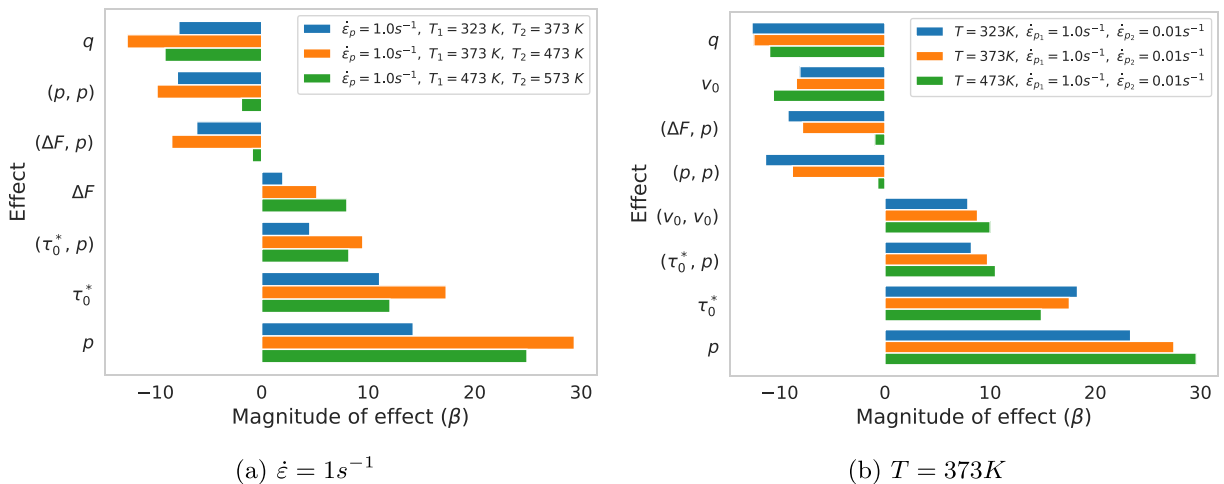 q
(p, p)
(ΔF, p)
ΔF
(τ₀*, p)
τ₀*
p
Effect
−10 0 10 20 30
Magnitude of effect (β)
ε̇ₚ = 1.0s⁻¹, T₁ = 323 K, T₂ = 373 K
ε̇ₚ = 1.0s⁻¹, T₁ = 373 K, T₂ = 473 K
ε̇ₚ = 1.0s⁻¹, T₁ = 473 K, T₂ = 573 K
(a) ε̇ = 1s⁻¹
q
v₀
(ΔF, p)
(p, p)
(v₀, v₀)
(τ₀*, p)
τ₀*
p
Effect
−10 0 10 20 30
Magnitude of effect (β)
T = 323K, ε̇ₚ₁ = 1.0s⁻¹, ε̇ₚ₂ = 0.01s⁻¹
T = 373K, ε̇ₚ₁ = 1.0s⁻¹, ε̇ₚ₂ = 0.01s⁻¹
T = 473K, ε̇ₚ₁ = 1.0s⁻¹, ε̇ₚ₂ = 0.01s⁻¹
(b) T = 373K